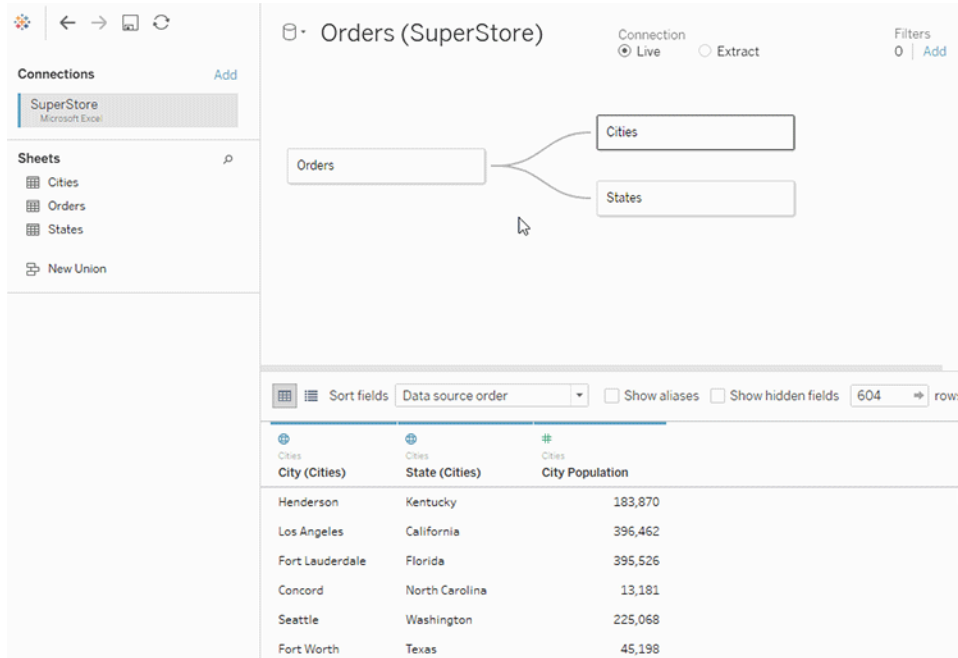 Connections Add
SuperStore
Microsoft Excel
Sheets
Cities
Orders
States
New Union
Orders (SuperStore)
Connection
Live Extract
Filters
0 Add
Orders
Cities
States
Sort fields Data source order Show aliases Show hidden fields 604 rows
Cities Cities Cities
City (Cities) State (Cities) City Population
Henderson Kentucky 183,870
Los Angeles California 396,462
Fort Lauderdale Florida 395,526
Concord North Carolina 13,181
Seattle Washington 225,068
Fort Worth Texas 45,198